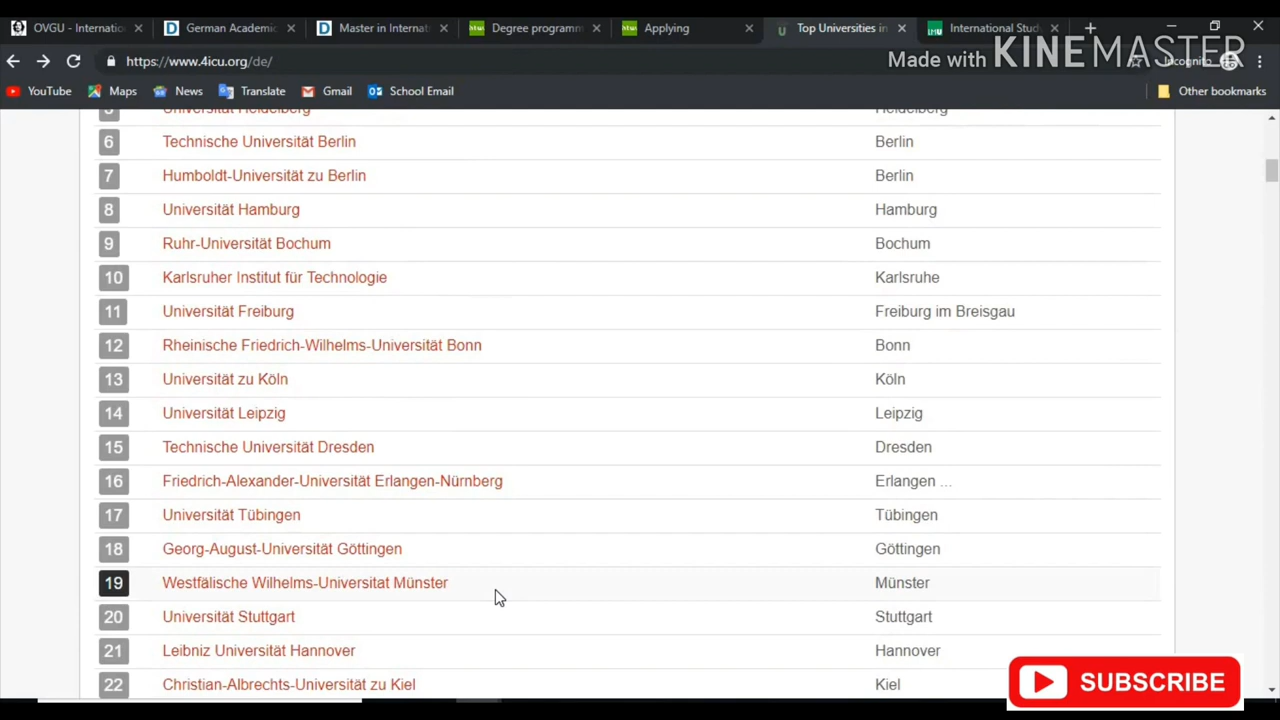 OVGU - Internatio
German Academic
Master in Internati
Degree programm
Applying
Top Universities in
International Stud
https://www.4icu.org/de/
Incognito
Made with KINEMASTER
YouTube
Maps
News
Translate
Gmail
School Email
Other bookmarks
5 Universität Heidelberg Heidelberg
6 Technische Universität Berlin Berlin
7 Humboldt-Universität zu Berlin Berlin
8 Universität Hamburg Hamburg
9 Ruhr-Universität Bochum Bochum
10 Karlsruher Institut für Technologie Karlsruhe
11 Universität Freiburg Freiburg im Breisgau
12 Rheinische Friedrich-Wilhelms-Universität Bonn Bonn
13 Universität zu Köln Köln
14 Universität Leipzig Leipzig
15 Technische Universität Dresden Dresden
16 Friedrich-Alexander-Universität Erlangen-Nürnberg Erlangen ...
17 Universität Tübingen Tübingen
18 Georg-August-Universität Göttingen Göttingen
19 Westfälische Wilhelms-Universitat Münster Münster
20 Universität Stuttgart Stuttgart
21 Leibniz Universität Hannover Hannover
22 Christian-Albrechts-Universität zu Kiel Kiel
SUBSCRIBE